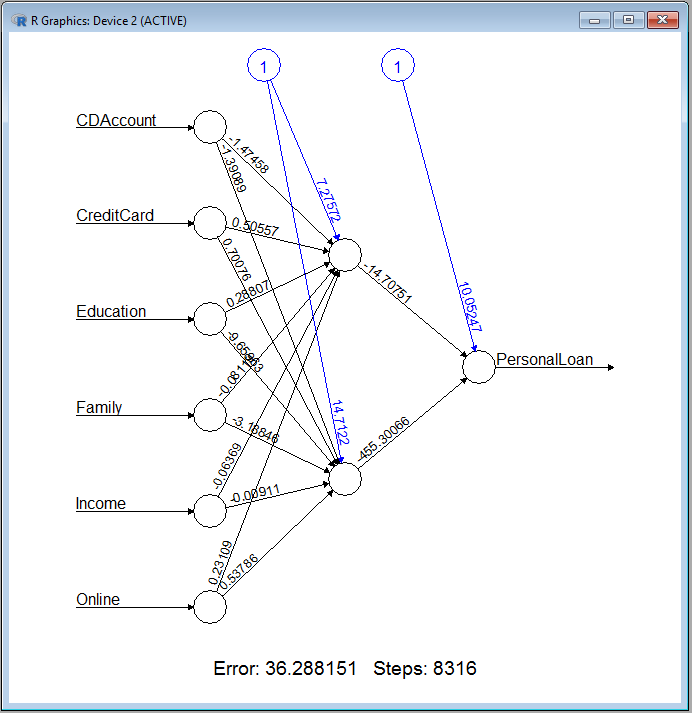 R Graphics: Device 2 (ACTIVE)
1
1
CDAccount
-1.47458
-1.39089
7.27572
CreditCard
0.50557
0.70076
-14.70751
0.28807
10.05247
Education
-9.65963
PersonalLoan
Family
-3.18846
14.7122
-455.30066
-0.06369
Income
-0.00911
0.23109
0.53786
Online
Error: 36.288151 Steps: 8316